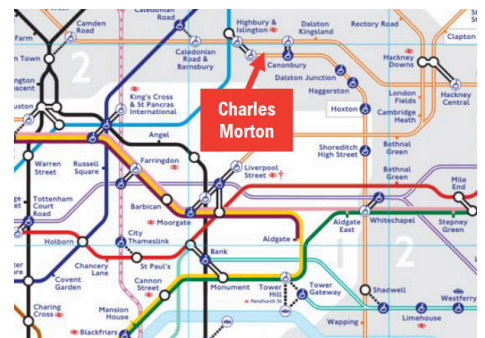 Camden
Road
Highbury &
Islington
Dalston
Kingsland
Rectory Road
Clapton
Farm
n Town
Caledonian
Road &
Barnsbury
Canonbury
Hackney
Downs
King's Cross
& St Pancras
International
Charles
Morton
Dalston Junction
Haggerston
Hoxton
London
Fields
Hackney
Central
Cambridge
Heath
Euston
Angel
Warren
Street
Russell
Square
Farringdon
Liverpool
Street
Shoreditch
High Street
Bethnal
Green
Bethnal
Green
Mile
End
Tottenham
Court
Road
Barbican
Moorgate
Holborn
City
Thameslink
Bank
Aldgate
Aldgate
East
Whitechapel
Stepney
Green
Chancery
Lane
St Paul's
Covent
Garden
Cannon
Street
Monument
Tower
Hill
Fenchurch St
Tower
Gateway
Shadwell
Westferry
Limehouse
Charing
Cross
Mansion
House
Blackfriars
Wapping
2
1
2